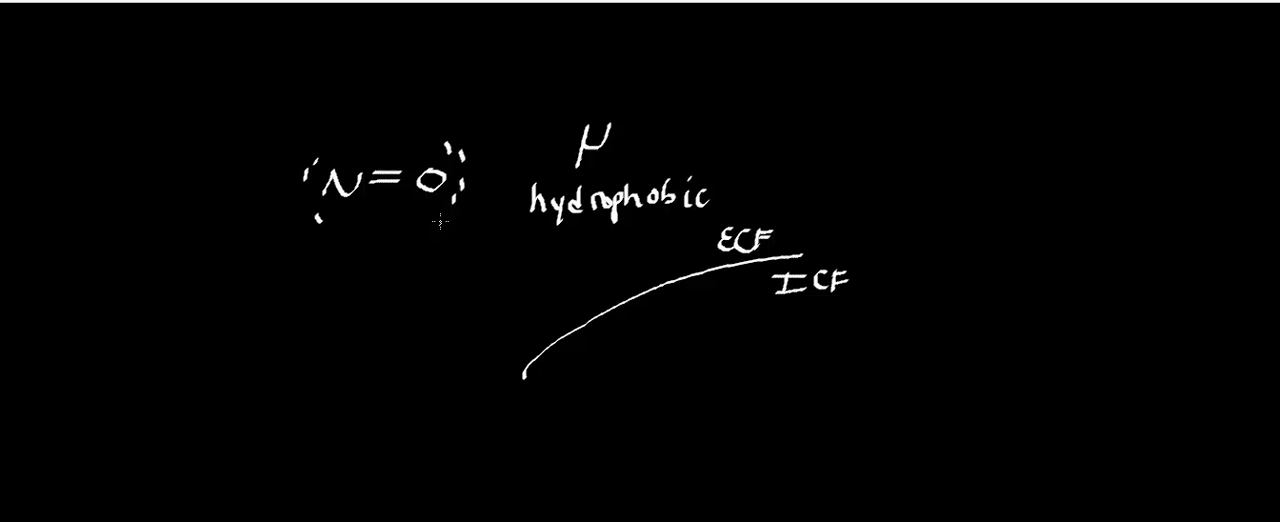 N=O
μ
hydrophobic
ECF
ICF